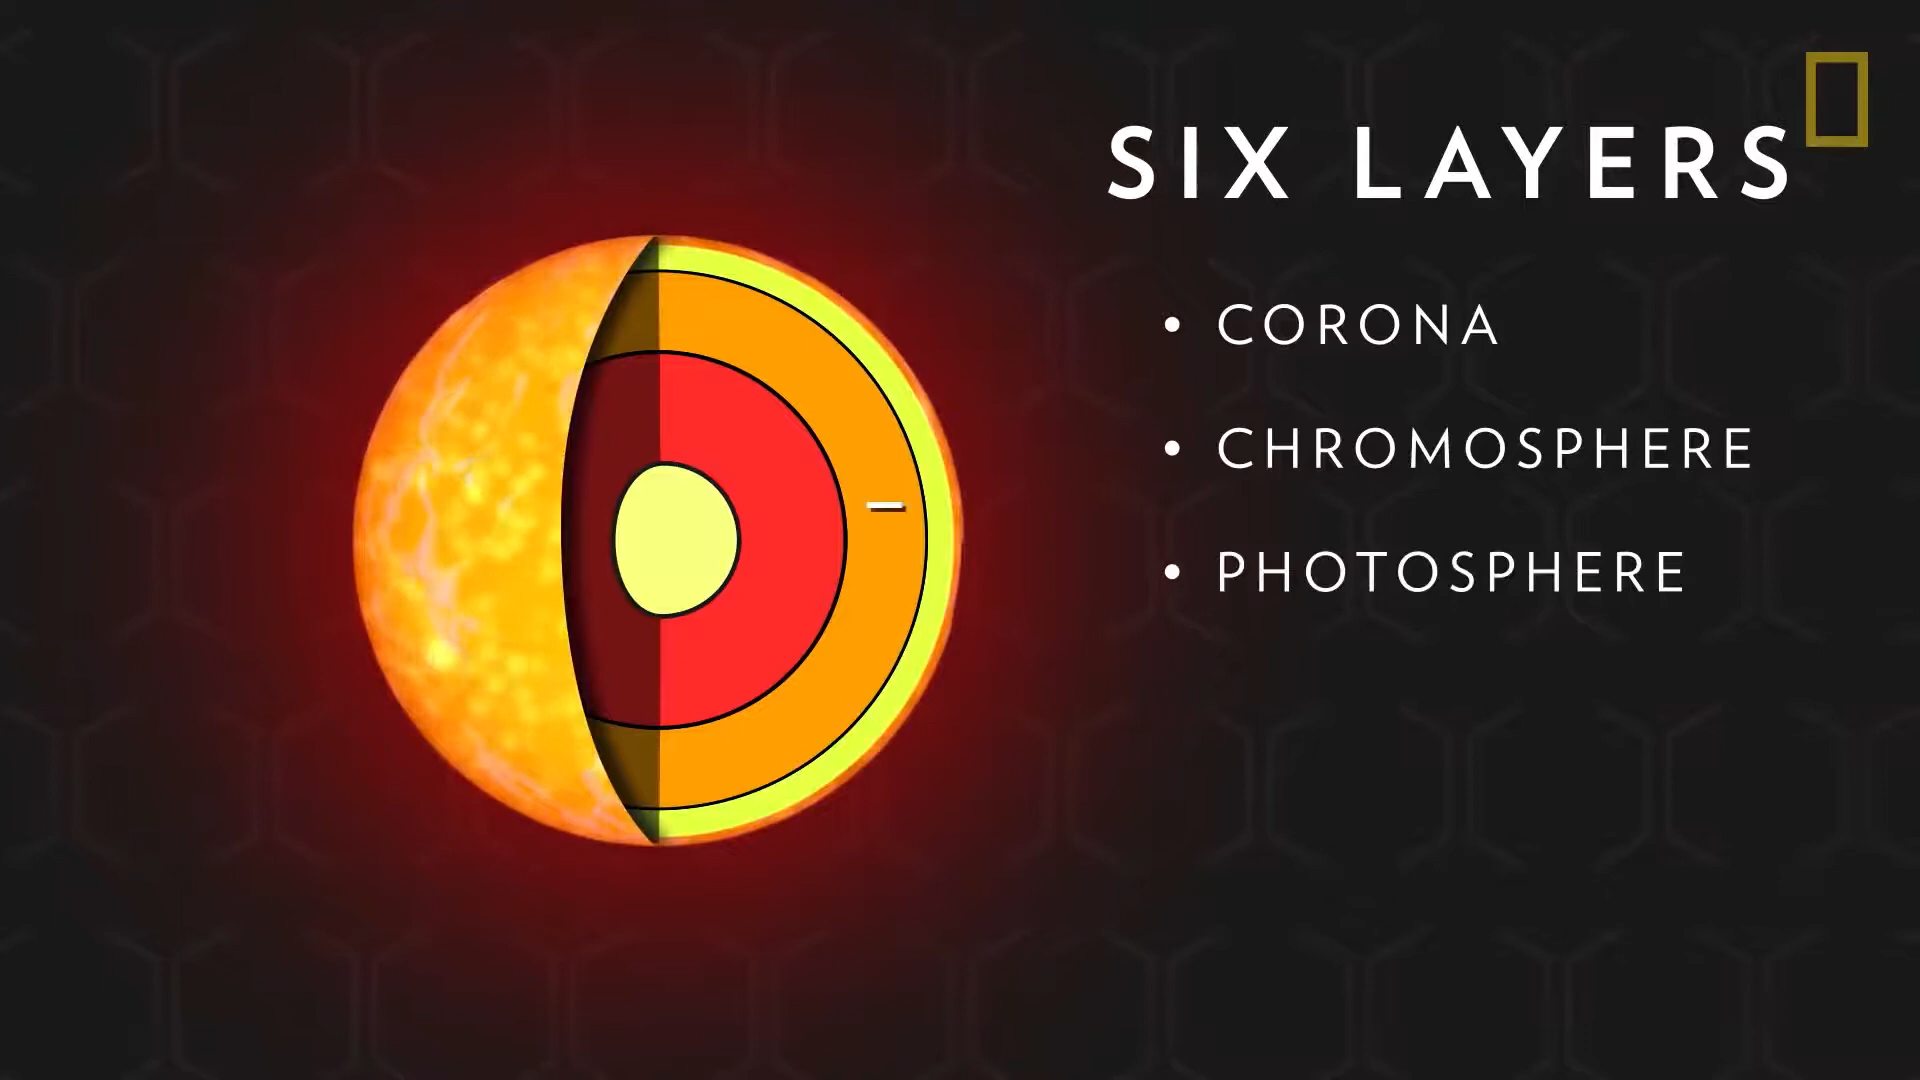 SIX LAYERS
• CORONA
• CHROMOSPHERE
• PHOTOSPHERE